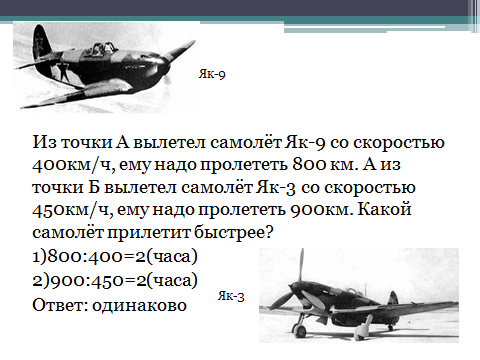 Як-9
Из точки А вылетел самолёт Як-9 со скоростью
400км/ч, ему надо пролететь 800 км. А из
точки Б вылетел самолёт Як-3 со скоростью
450км/ч, ему надо пролететь 900км. Какой
самолёт прилетит быстрее?
1)800:400=2(часа)
2)900:450=2(часа)
Ответ: одинаково
Як-3